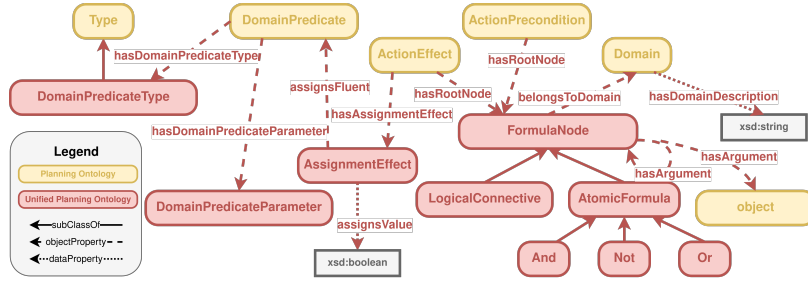 Type
DomainPredicate
ActionPrecondition
ActionEffect
Domain
hasDomainPredicateType
hasRootNode
assignsFluent
hasRootNode
belongsToDomain
hasDomainDescription
DomainPredicateType
hasAssignmentEffect
hasDomainPredicateParameter
FormulaNode
xsd:string
Legend
Planning Ontology
Unified Planning Ontology
subClassOf
objectProperty
dataProperty
AssignmentEffect
hasArgument
hasArgument
DomainPredicateParameter
LogicalConnective
AtomicFormula
object
assignsValue
xsd:boolean
And
Not
Or